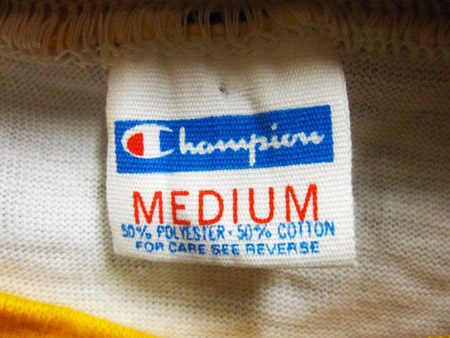 Champion
MEDIUM
50% POLYESTER · 50% COTTON
FOR CARE SEE REVERSE